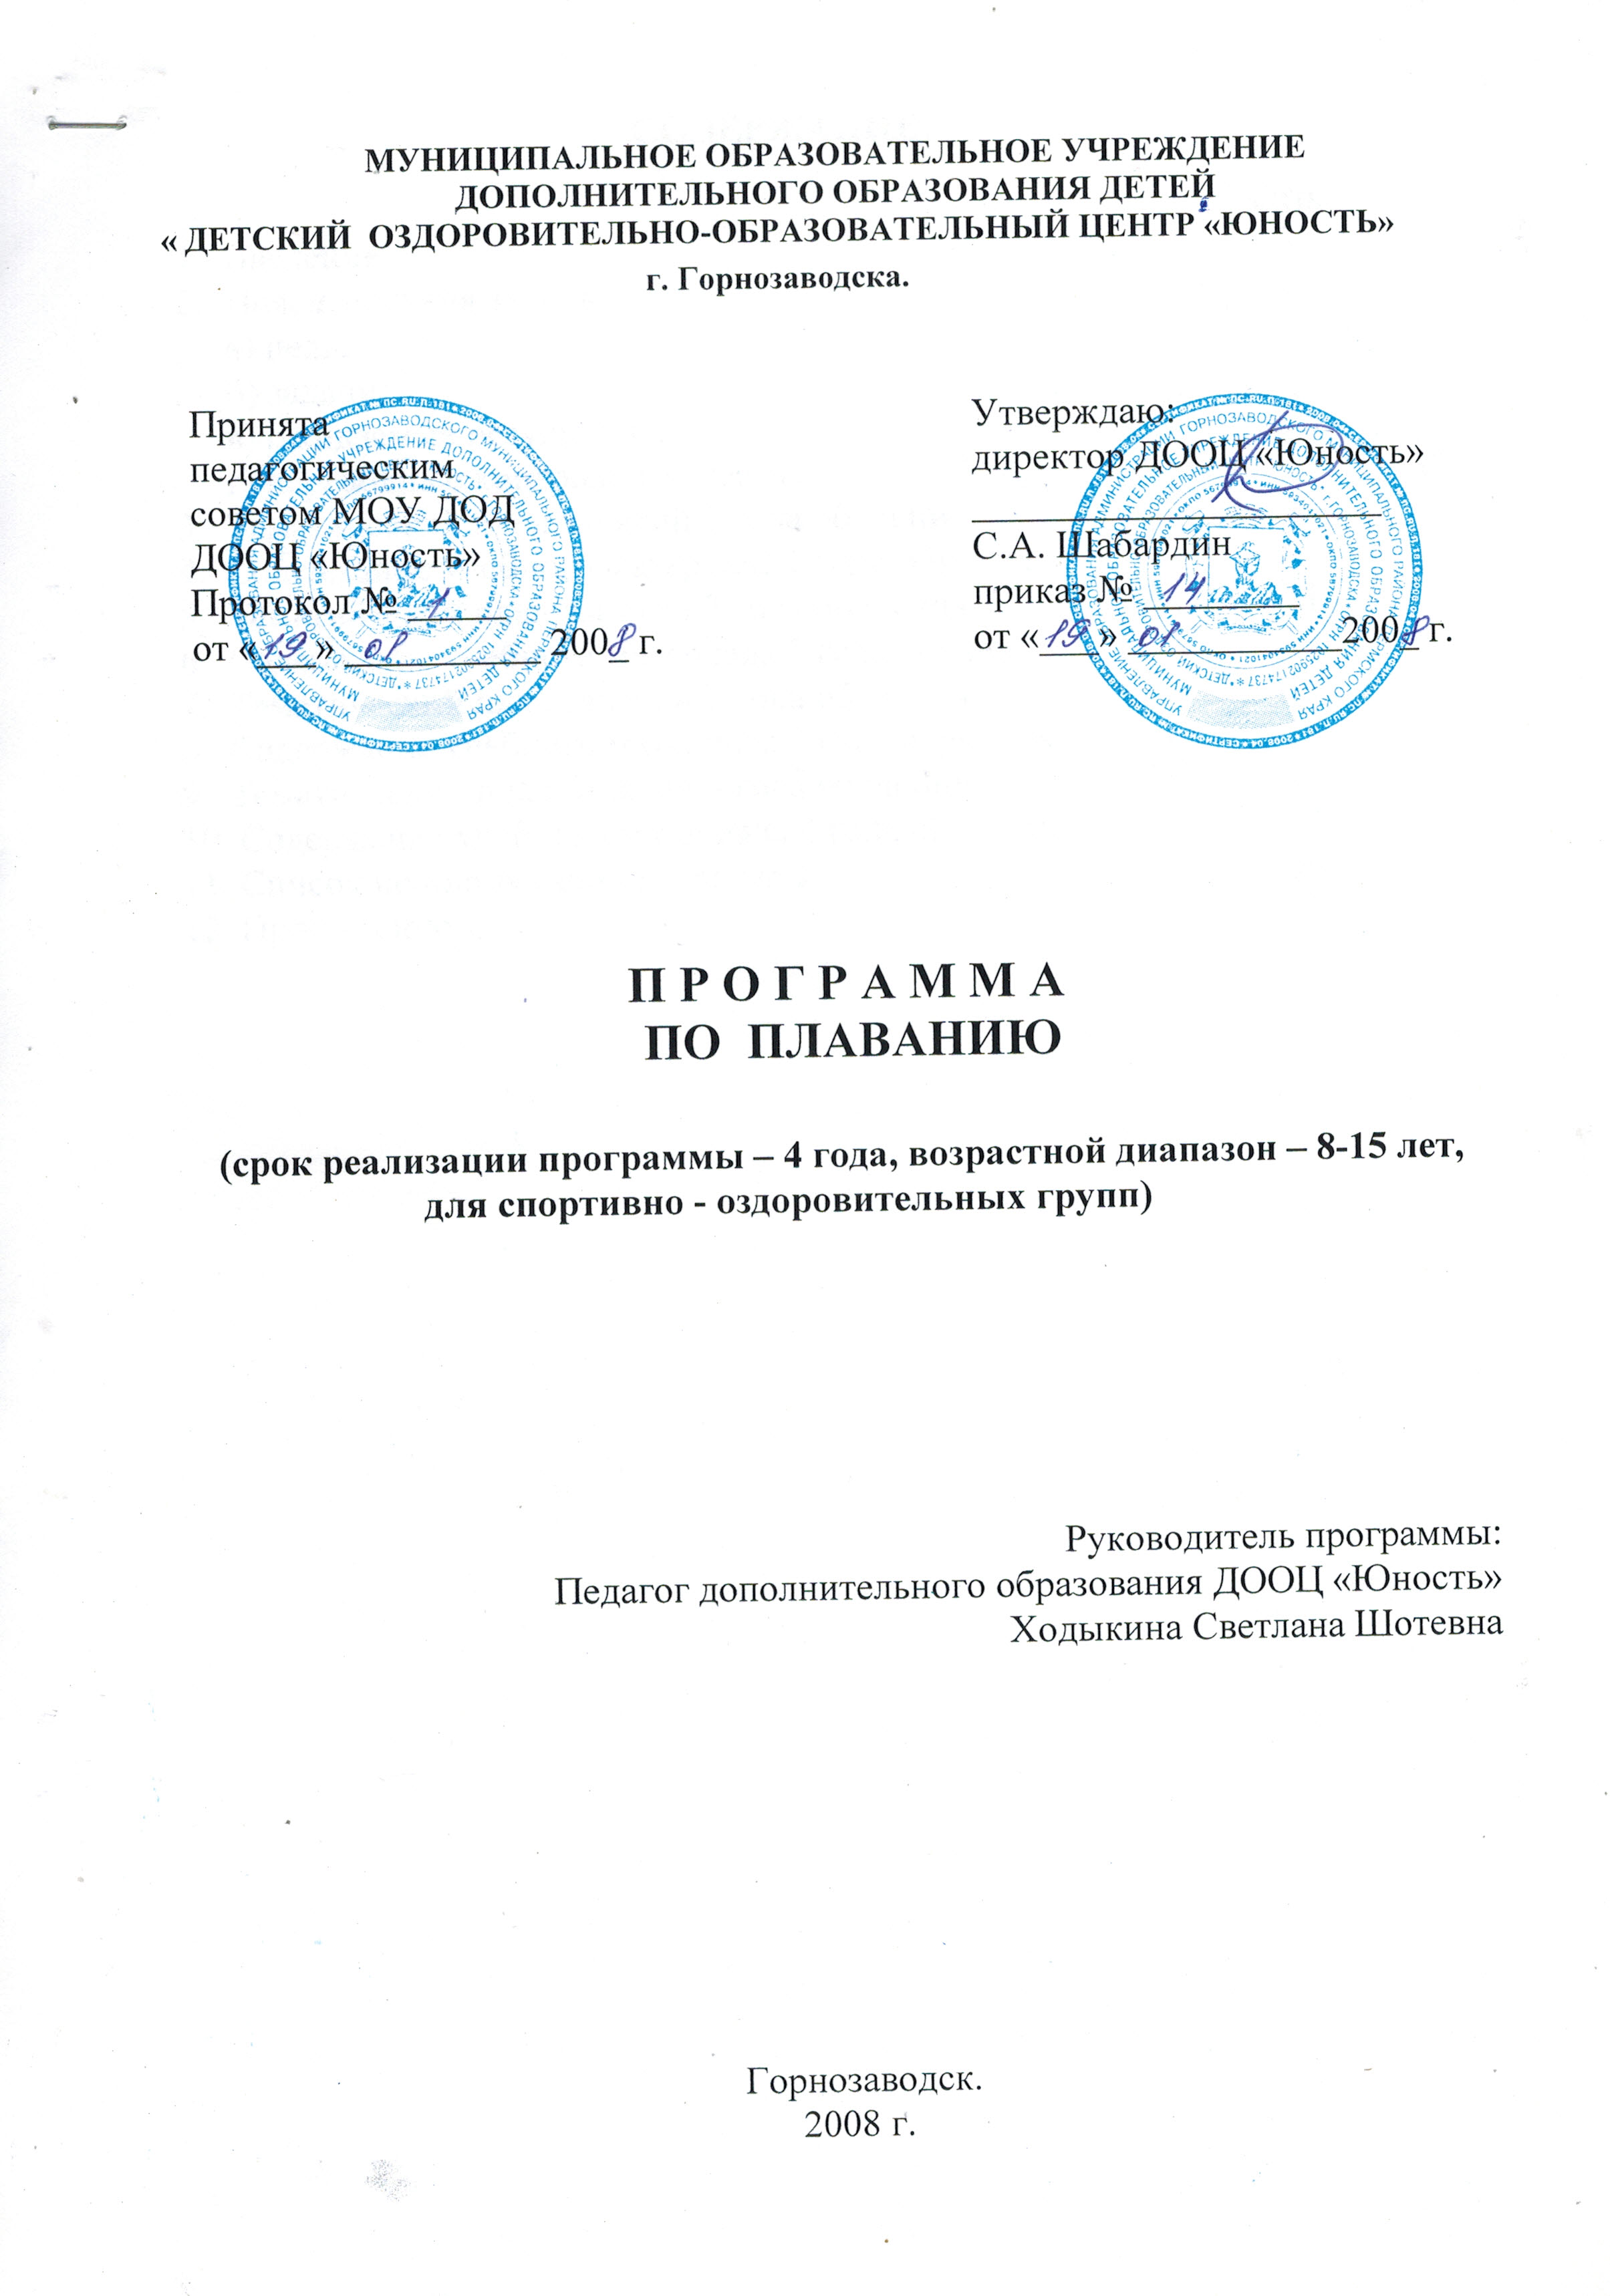 МУНИЦИПАЛЬНОЕ ОБРАЗОВАТЕЛЬНОЕ УЧРЕЖДЕНИЕ
ДОПОЛНИТЕЛЬНОГО ОБРАЗОВАНИЯ ДЕТЕЙ
« ДЕТСКИЙ ОЗДОРОВИТЕЛЬНО-ОБРАЗОВАТЕЛЬНЫЙ ЦЕНТР «ЮНОСТЬ»
г. Горнозаводска.
Принята
педагогическим
советом МОУ ДОД
ДООЦ «Юность»
Протокол № 1
от «19» 01 2008 г.
Утверждаю:
директор ДООЦ «Юность»
С.А. Шабардин
приказ № 14
от «19» 01 2008 г.
П Р О Г Р А М М А
ПО ПЛАВАНИЮ
(срок реализации программы – 4 года, возрастной диапазон – 8-15 лет,
для спортивно - оздоровительных групп)
Руководитель программы:
Педагог дополнительного образования ДООЦ «Юность»
Ходыкина Светлана Шотевна
Горнозаводск.
2008 г.